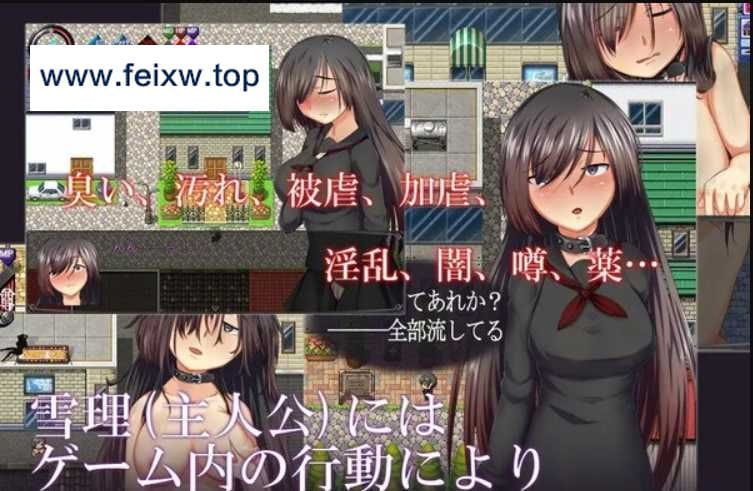 www.feixw.top
臭い、汚れ、被虐、加虐、
淫乱、闇、噂、薬…
てあれか？
――全部流してる
雪理(主人公)には
ゲーム内の行動により
MP